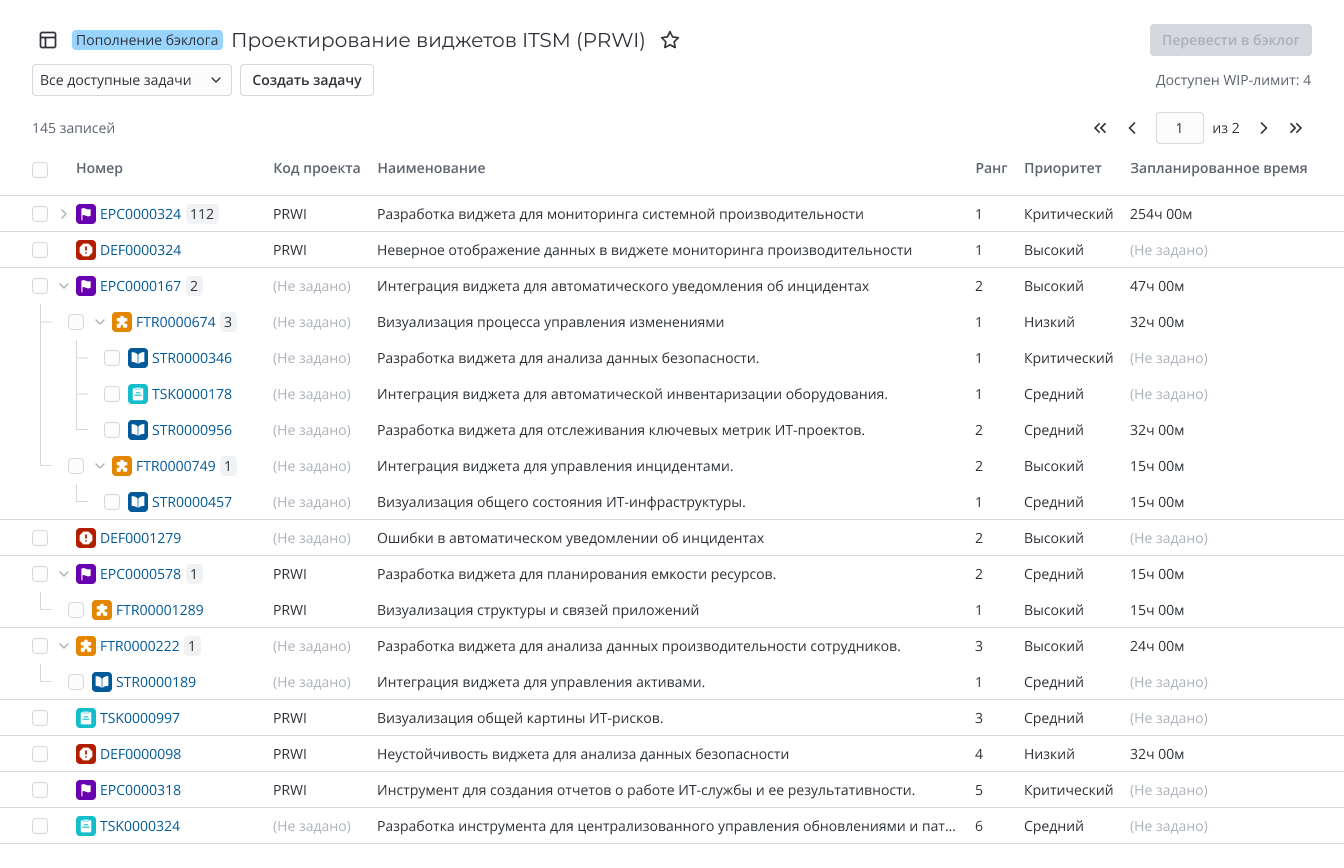 Пополнение бэклога Проектирование виджетов ITSM (PRWI) Перевести в бэклог
Все доступные задачи Создать задачу Доступен WIP-лимит: 4
145 записей 1 из 2
Номер Код проекта Наименование Ранг Приоритет Запланированное время
EPC0000324 112 PRWI Разработка виджета для мониторинга системной производительности 1 Критический 254ч 00м
DEF0000324 PRWI Неверное отображение данных в виджете мониторинга производительности 1 Высокий (Не задано)
EPC0000167 2 (Не задано) Интеграция виджета для автоматического уведомления об инцидентах 2 Высокий 47ч 00м
FTR0000674 3 (Не задано) Визуализация процесса управления изменениями 1 Низкий 32ч 00м
STR0000346 (Не задано) Разработка виджета для анализа данных безопасности. 1 Критический (Не задано)
TSK0000178 (Не задано) Интеграция виджета для автоматической инвентаризации оборудования. 1 Средний (Не задано)
STR0000956 (Не задано) Разработка виджета для отслеживания ключевых метрик ИТ-проектов. 2 Средний 32ч 00м
FTR0000749 1 (Не задано) Интеграция виджета для управления инцидентами. 2 Высокий 15ч 00м
STR0000457 (Не задано) Визуализация общего состояния ИТ-инфраструктуры. 1 Средний 15ч 00м
DEF0001279 (Не задано) Ошибки в автоматическом уведомлении об инцидентах 2 Высокий (Не задано)
EPC0000578 1 PRWI Разработка виджета для планирования емкости ресурсов. 2 Средний 15ч 00м
FTR00001289 PRWI Визуализация структуры и связей приложений 1 Высокий 15ч 00м
FTR0000222 1 (Не задано) Разработка виджета для анализа данных производительности сотрудников. 3 Высокий 24ч 00м
STR0000189 (Не задано) Интеграция виджета для управления активами. 1 Средний (Не задано)
TSK0000997 PRWI Визуализация общей картины ИТ-рисков. 3 Средний (Не задано)
DEF0000098 PRWI Неустойчивость виджета для анализа данных безопасности 4 Низкий 32ч 00м
EPC0000318 PRWI Инструмент для создания отчетов о работе ИТ-службы и ее результативности. 5 Критический (Не задано)
TSK0000324 (Не задано) Разработка инструмента для централизованного управления обновлениями и пат... 6 Средний (Не задано)